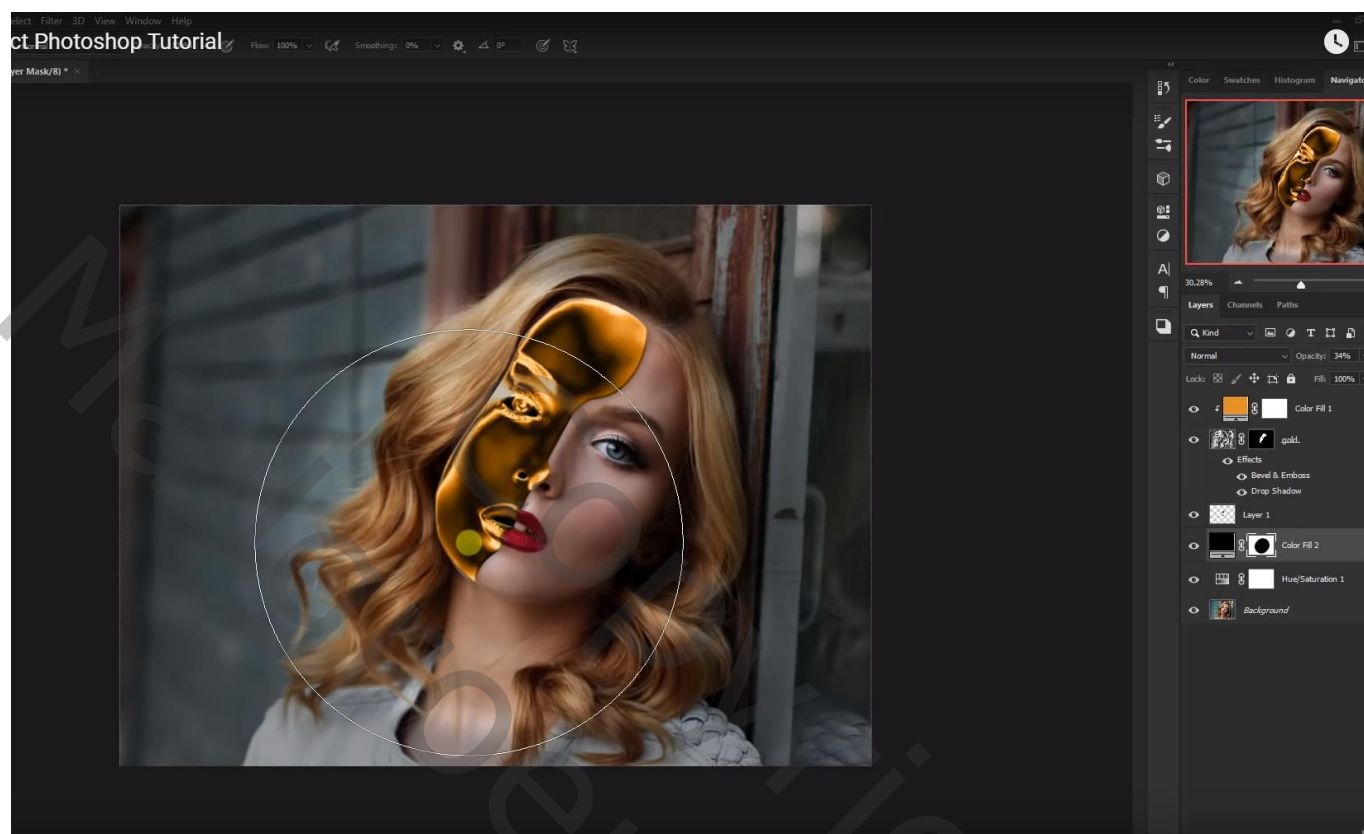 elect Filter 3D View Window Help
ct Photoshop Tutorial
Flow: 100% Smoothing: 0% 0°
yer Mask/8) * ×
Color Swatches Histogram Navigato
30,28%
Layers Channels Paths
Kind
Normal Opacity: 34%
Lock: Fill: 100%
Color Fill 1
gold.
Effects
Bevel & Emboss
Drop Shadow
Layer 1
Color Fill 2
Hue/Saturation 1
Background